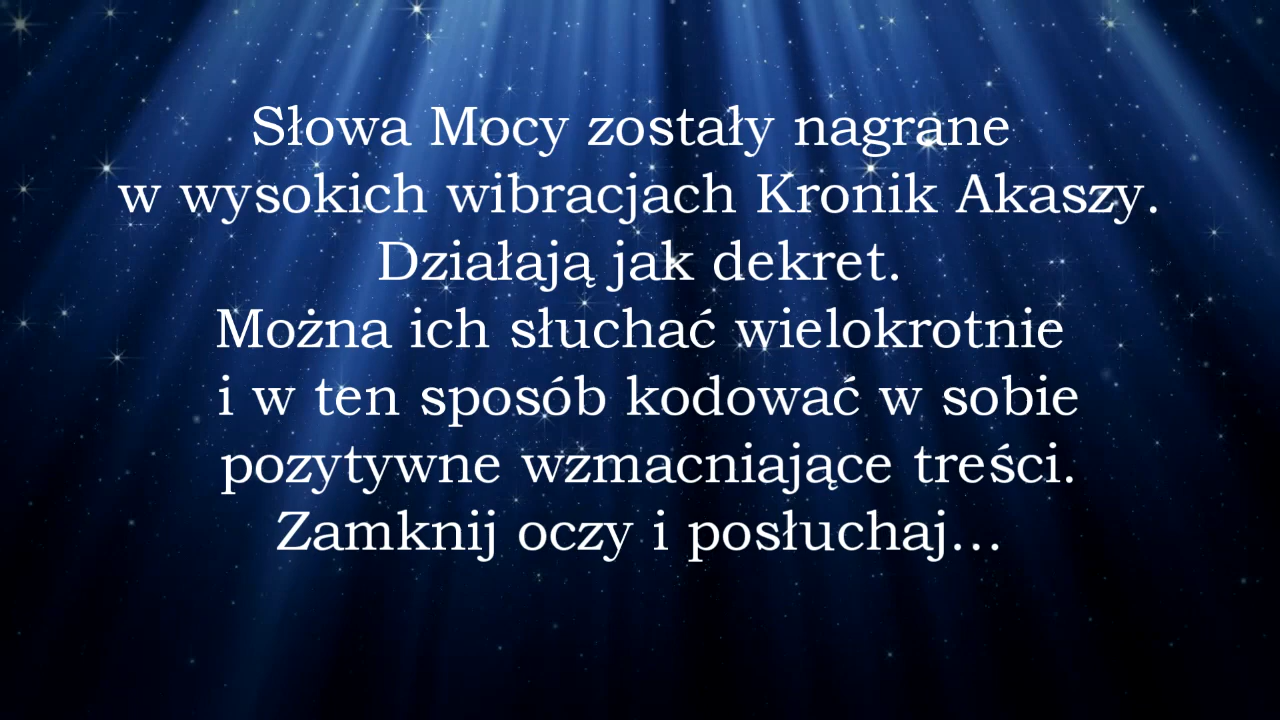 Słowa Mocy zostały nagrane
w wysokich wibracjach Kronik Akaszy.
Działają jak dekret.
Można ich słuchać wielokrotnie
i w ten sposób kodować w sobie
pozytywne wzmacniające treści.
Zamknij oczy i posłuchaj...